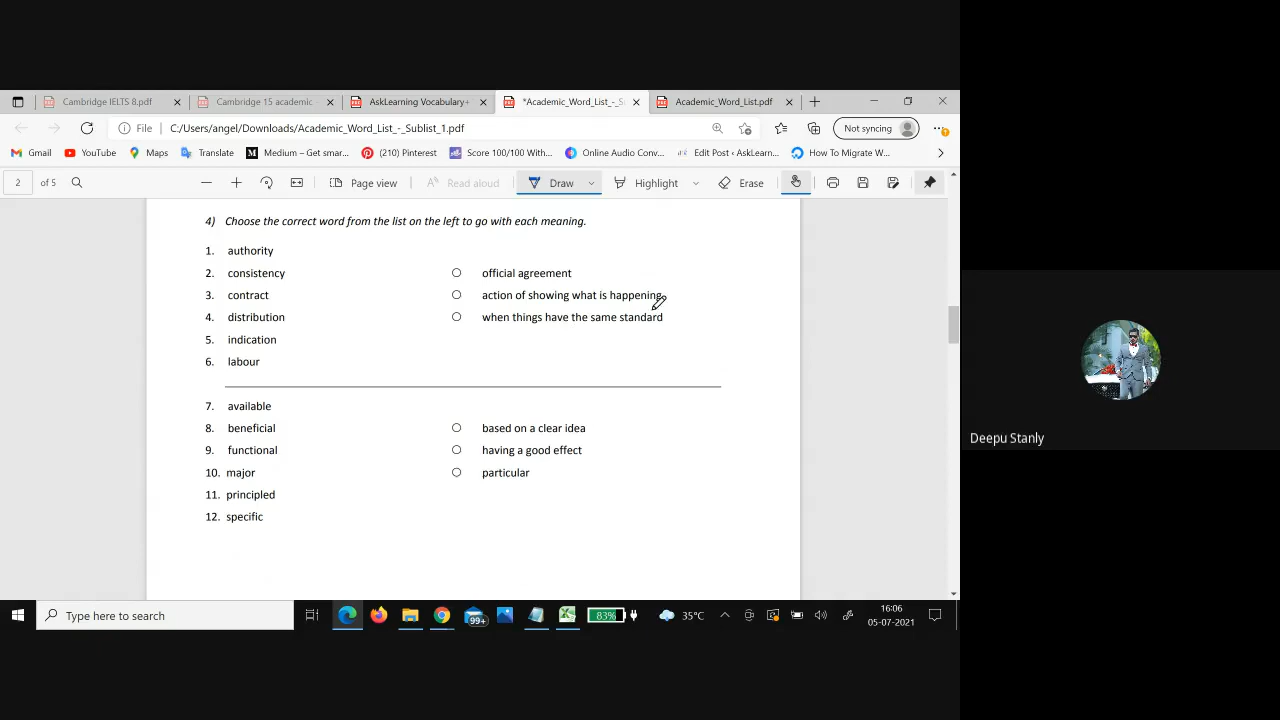 Cambridge IELTS 8.pdf
Cambridge 15 academic
AskLearning Vocabulary+
*Academic_Word_List_-_Su
Academic_Word_List.pdf
File C:/Users/angel/Downloads/Academic_Word_List_-_Sublist_1.pdf
Not syncing
Gmail YouTube Maps Translate Medium – Get smar... (210) Pinterest Score 100/100 With... Online Audio Conv... Edit Post ‹ AskLearn... How To Migrate W...
2 of 5 Page view Read aloud Draw Highlight Erase
4) Choose the correct word from the list on the left to go with each meaning.
1. authority
2. consistency official agreement
3. contract action of showing what is happening
4. distribution when things have the same standard
5. indication
6. labour
7. available
8. beneficial based on a clear idea
9. functional having a good effect
10. major particular
11. principled
12. specific
Deepu Stanly
Type here to search
99+
83%
35°C
16:06
05-07-2021